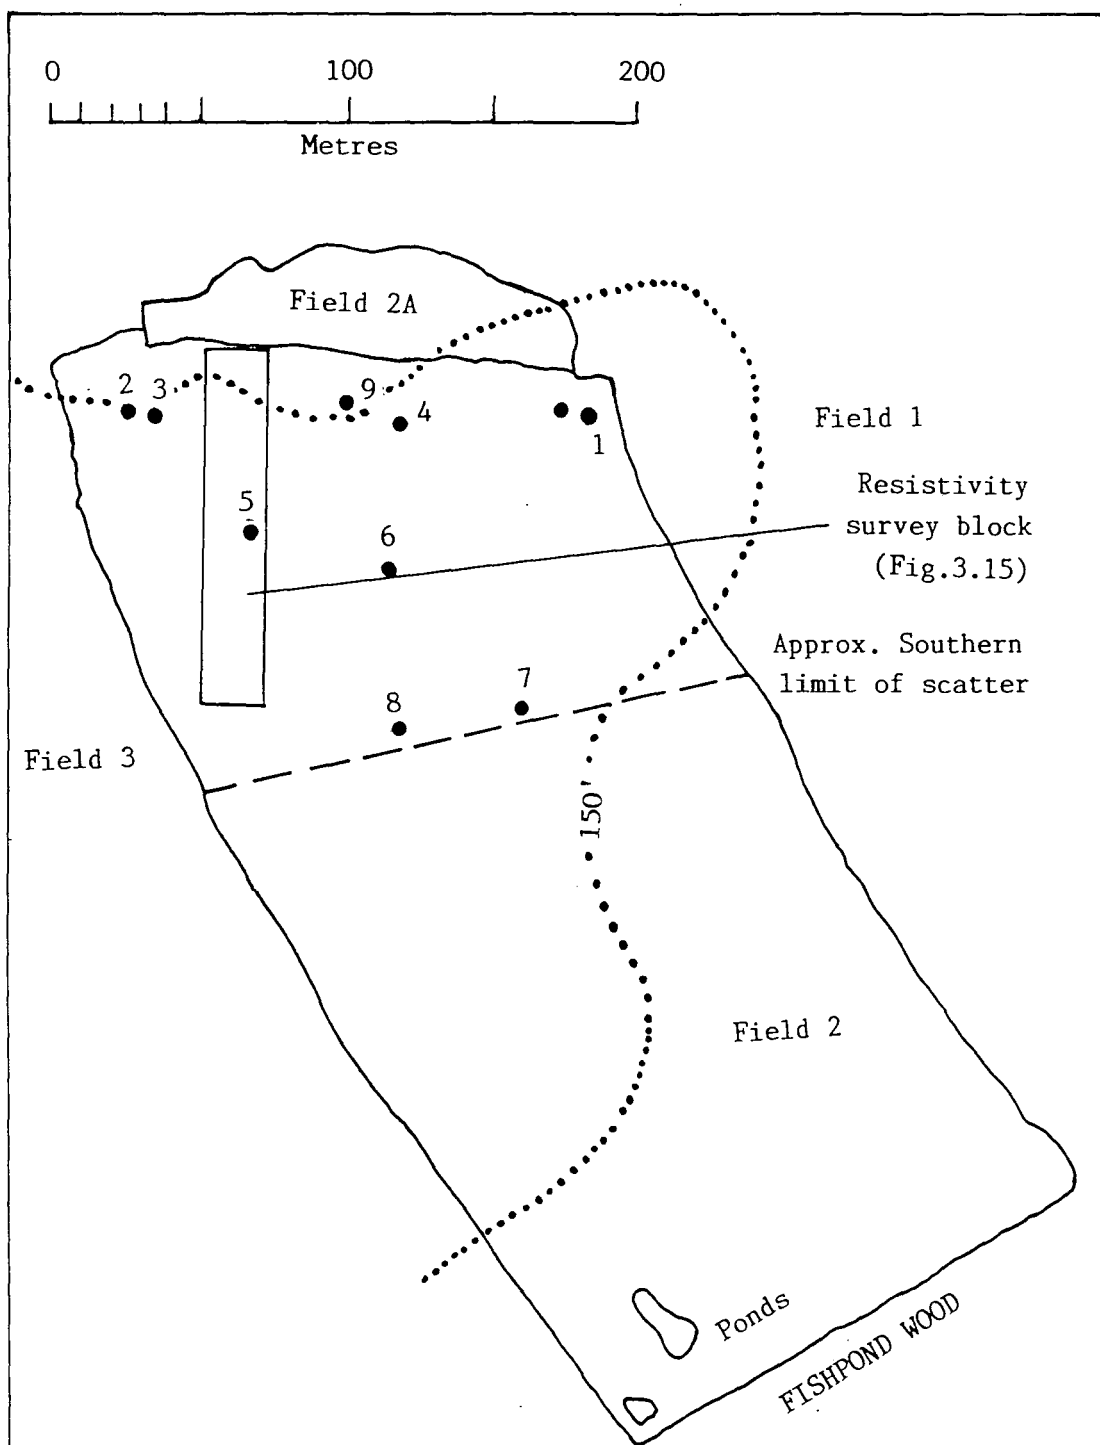 0 100 200
Metres
Field 2A
2 3 9 4 1
Field 1
Resistivity
survey block
(Fig.3.15)
5
6
Approx. Southern
limit of scatter
7
8
Field 3
150'
Field 2
Ponds
FISHPOND WOOD